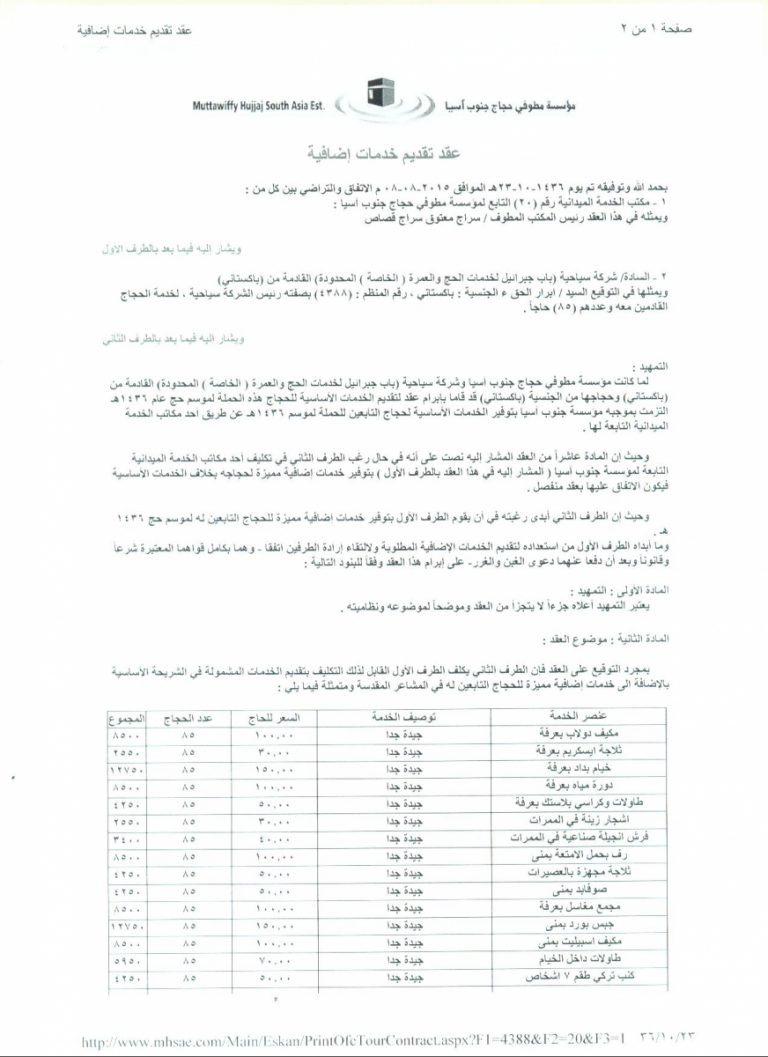 صفحة ١ من ٢
عقد تقديم خدمات إضافية
مؤسسة مطوفي حجاج جنوب آسيا
Muttawiffy Hujjaj South Asia Est.
عقد تقديم خدمات إضافية
بحمد الله وتوفيقه تم يوم ١٤٣٦-١٠-٢٣هـ الموافق ٢٠١٥-٠٨-٠٨ م الاتفاق والتراضي بين كل من :
١ - مكتب الخدمة الميدانية رقم (٢٠) التابع لمؤسسة مطوفي حجاج جنوب آسيا :
ويمثله في هذا العقد رئيس المكتب المطوف / سراج معتوق سراج قصاص
ويشار اليه فيما بعد بالطرف الاول
٢ - السادة/ شركة سياحية (باب جبرائيل لخدمات الحج والعمرة ( الخاصة ) المحدودة) القادمة من (باكستاني)
ويمثلها في التوقيع السيد / ابرار الحق ء الجنسية : باكستاني ، رقم المنظم : (٤٣٨٨) بصفته رئيس الشركة سياحية ، لخدمة الحجاج
القادمين معه وعددهم (٨٥) حاجاً .
ويشار اليه فيما بعد بالطرف الثاني
التمهيد :
لما كانت مؤسسة مطوفي حجاج جنوب آسيا وشركة سياحية (باب جبرائيل لخدمات الحج والعمرة ( الخاصة ) المحدودة) القادمة من
(باكستاني) وحجاجها من الجنسية (باكستاني) قد قاما بابرام عقد لتقديم الخدمات الأساسية للحجاج هذه الحملة لموسم حج عام ١٤٣٦هـ
التزمت بموجبه مؤسسة جنوب آسيا بتوفير الخدمات الأساسية لحجاج التابعين للحملة لموسم ١٤٣٦هـ عن طريق احد مكاتب الخدمة
الميدانية التابعة لها .
وحيث إن المادة عاشراً من العقد المشار إليه نصت على أنه في حال رغب الطرف الثاني في تكليف أحد مكاتب الخدمة الميدانية
التابعة لمؤسسة جنوب آسيا ( المشار إليه في هذا العقد بالطرف الأول ) بتوفير خدمات إضافية مميزة لحجاجه بخلاف الخدمات الأساسية
فيكون الاتفاق عليها بعقد منفصل .
وحيث إن الطرف الثاني أبدى رغبته في أن يقوم الطرف الأول بتوفير خدمات اضافية مميزة للحجاج التابعين له لموسم حج ١٤٣٦
هـ .
وما أبداه الطرف الأول من استعداده لتقديم الخدمات الإضافية المطلوبة ولالتقاء إرادة الطرفين اتفقا - وهما بكامل قواهما المعتبرة شرعاً
وقانوناً وبعد أن دفعا عنهما دعوى الغبن والغرر- على إبرام هذا العقد وفقاً للبنود التالية :
المادة الأولى : التمهيد :
يعتبر التمهيد أعلاه جزءاً لا يتجزأ من العقد وموضحاً لموضوعه ونظاميته .
المادة الثانية : موضوع العقد :
بمجرد التوقيع على العقد فان الطرف الثاني يكلف الطرف الأول القابل لذلك التكليف بتقديم الخدمات المشمولة في الشريحة الأساسية
بالاضافة الى خدمات إضافية مميزة للحجاج التابعين له في المشاعر المقدسة ومتمثلة فيما يلي :
عنصر الخدمة توصيف الخدمة السعر للحاج عدد الحجاج المجموع
مكيف دولاب بعرفة جيدة جدا ١٠٠,٠٠ ٨٥ ٨٥٠٠
ثلاجة ايسكريم بعرفة جيدة جدا ٣٠,٠٠ ٨٥ ٢٥٥٠
خيام بداد بعرفة جيدة جدا ١٥٠,٠٠ ٨٥ ١٢٧٥٠
دورة مياه بعرفة جيدة جدا ١٠٠,٠٠ ٨٥ ٨٥٠٠
طاولات وكراسي بلاستك بعرفة جيدة جدا ٥٠,٠٠ ٨٥ ٤٢٥٠
اشجار زينة في الممرات جيدة جدا ٣٠,٠٠ ٨٥ ٢٥٥٠
فرش انجيلة صناعية في الممرات جيدة جدا ٤٠,٠٠ ٨٥ ٣٤٠٠
رف بحمل الامتعة بمنى جيدة جدا ١٠٠,٠٠ ٨٥ ٨٥٠٠
ثلاجة مجهزة بالعصيرات جيدة جدا ٥٠,٠٠ ٨٥ ٤٢٥٠
صوفابد بمنى جيدة جدا ٥٠,٠٠ ٨٥ ٤٢٥٠
مجمع مغاسل بعرفة جيدة جدا ١٠٠,٠٠ ٨٥ ٨٥٠٠
جبس بورد بمنى جيدة جدا ١٥٠,٠٠ ٨٥ ١٢٧٥٠
مكيف اسبيليت بمنى جيدة جدا ١٠٠,٠٠ ٨٥ ٨٥٠٠
طاولات داخل الخيام جيدة جدا ٧٠,٠٠ ٨٥ ٥٩٥٠
كنب تركي طقم ٧ اشخاص جيدة جدا ٥٠,٠٠ ٨٥ ٤٢٥٠
http://www.mhsae.com/Main/Eskan/PrintOfcTourContract.aspx?F1=4388&F2=20&F3=1 ٣٦/١٠/٢٣